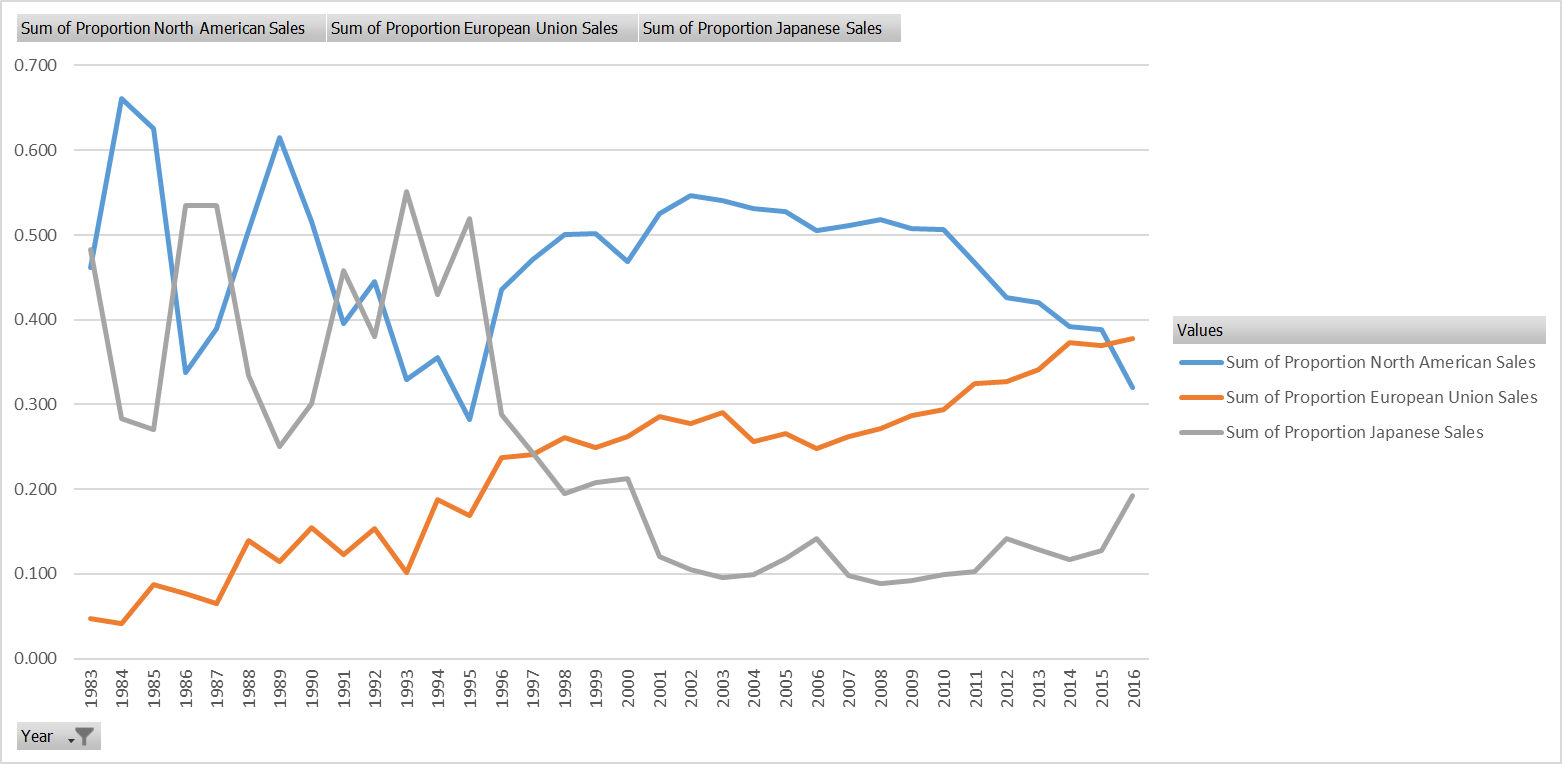 Sum of Proportion North American Sales Sum of Proportion European Union Sales Sum of Proportion Japanese Sales
0.700
0.600
0.500
0.400
0.300
0.200
0.100
0.000
1983 1984 1985 1986 1987 1988 1989 1990 1991 1992 1993 1994 1995 1996 1997 1998 1999 2000 2001 2002 2003 2004 2005 2006 2007 2008 2009 2010 2011 2012 2013 2014 2015 2016
Values
Sum of Proportion North American Sales
Sum of Proportion European Union Sales
Sum of Proportion Japanese Sales
Year